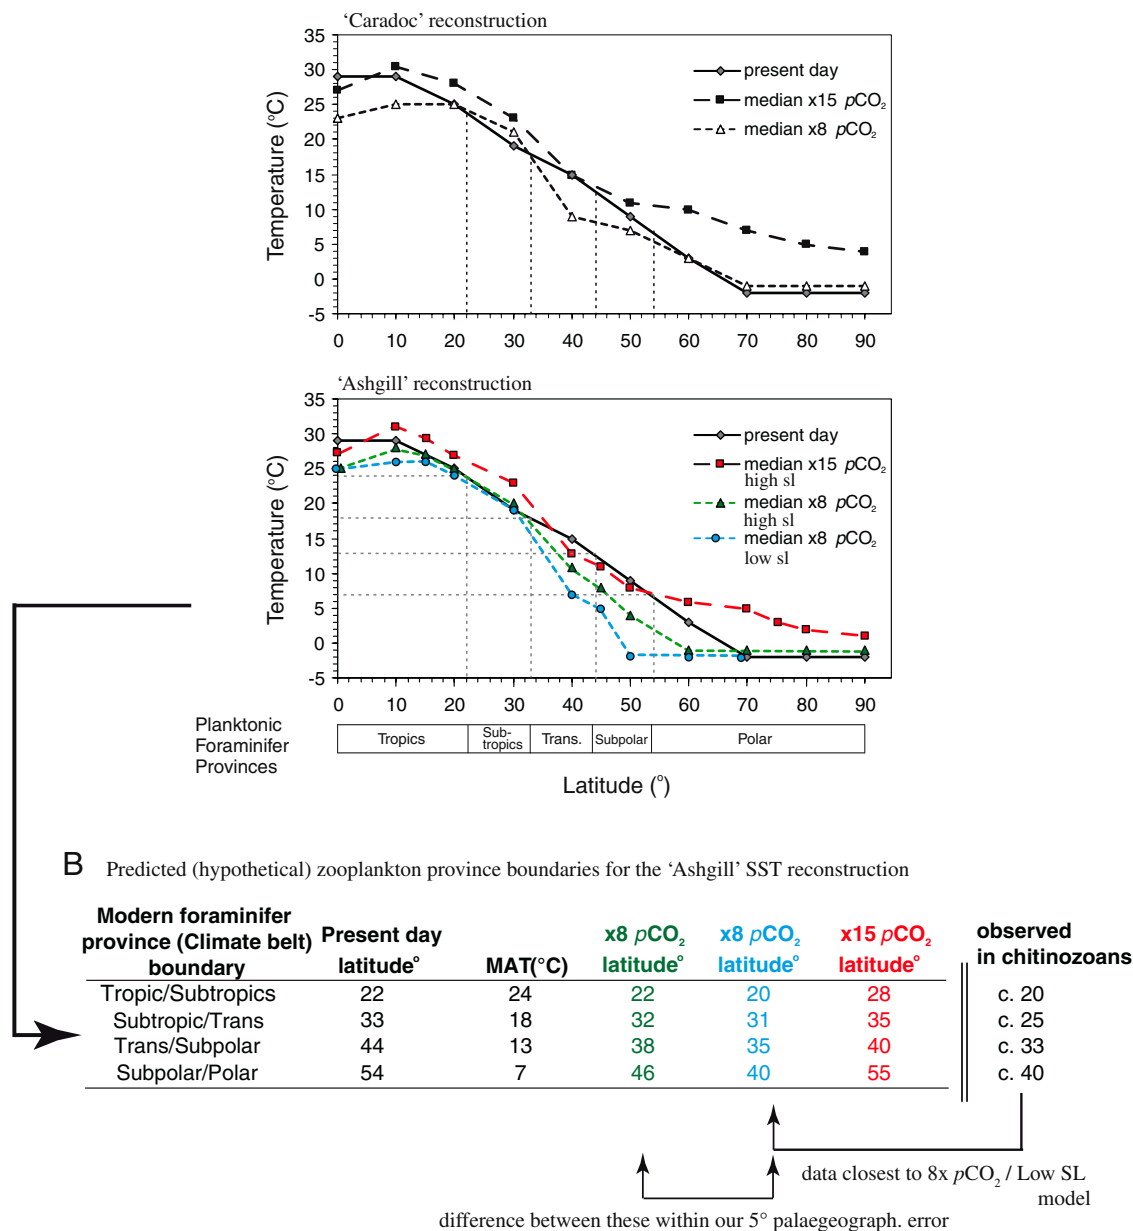 ‘Caradoc’ reconstruction
35
30
25
20
15
10
5
0
-5
Temperature (°C)
present day
median x15 pCO2
median x8 pCO2
0 10 20 30 40 50 60 70 80 90
‘Ashgill’ reconstruction
35
30
25
20
15
10
5
0
-5
Temperature (°C)
present day
median x15 pCO2
high sl
median x8 pCO2
high sl
median x8 pCO2
low sl
0 10 20 30 40 50 60 70 80 90
Planktonic
Foraminifer
Provinces
Tropics
Sub-
tropics
Trans.
Subpolar
Polar
Latitude (°)
B Predicted (hypothetical) zooplankton province boundaries for the ‘Ashgill’ SST reconstruction
Modern foraminifer
province (Climate belt)
boundary
Present day
latitude°
MAT(°C)
x8 pCO2
latitude°
x8 pCO2
latitude°
x15 pCO2
latitude°
observed
in chitinozoans
Tropic/Subtropics 22 24 22 20 28 c. 20
Subtropic/Trans 33 18 32 31 35 c. 25
Trans/Subpolar 44 13 38 35 40 c. 33
Subpolar/Polar 54 7 46 40 55 c. 40
data closest to 8x pCO2 / Low SL
model
difference between these within our 5° palaegeograph. error